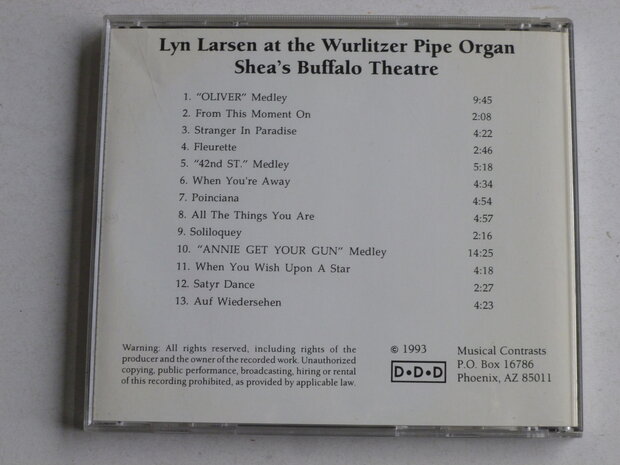 Lyn Larsen at the Wurlitzer Pipe Organ
Shea's Buffalo Theatre
1. "OLIVER" Medley 9:45
2. From This Moment On 2:08
3. Stranger In Paradise 4:22
4. Fleurette 2:46
5. "42nd ST." Medley 5:18
6. When You're Away 4:34
7. Poinciana 4:54
8. All The Things You Are 4:57
9. Soliloquey 2:16
10. "ANNIE GET YOUR GUN" Medley 14:25
11. When You Wish Upon A Star 4:18
12. Satyr Dance 2:27
13. Auf Wiedersehen 4:23
Warning: All rights reserved, including rights of the
producer and the owner of the recorded work. Unauthorized
copying, public performance, broadcasting, hiring or rental
of this recording prohibited, as provided by applicable law.
© 1993
D•D•D
Musical Contrasts
P.O. Box 16786
Phoenix, AZ 85011